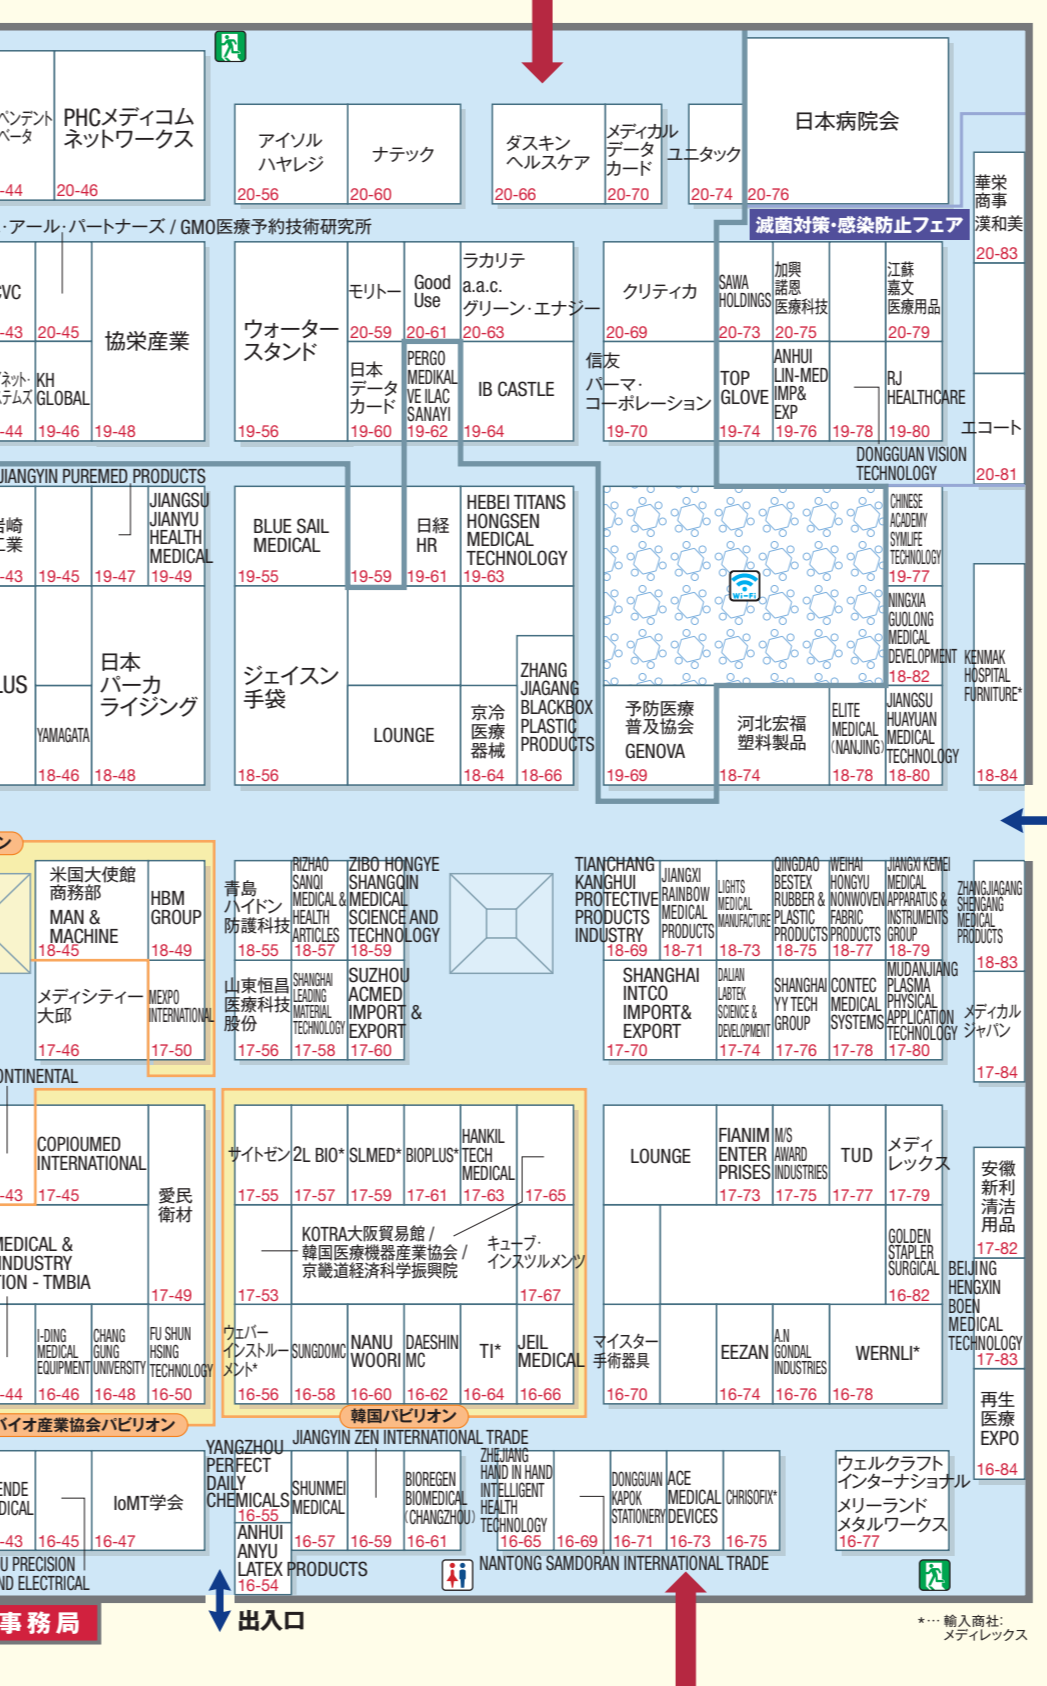 ペンデント
ベータ
-44
PHCメディコム
ネットワークス
20-46
アイソル
ハヤレジ
20-56
ナテック
20-60
ダスキン
ヘルスケア
20-66
メディカル
データ
カード
20-70
ユニタック
20-74
日本病院会
20-76
滅菌対策・感染防止フェア
華栄
商事
漢和美
20-83
・アール・パートナーズ / GMO医療予約技術研究所
VC
-43
20-45
協栄産業
ネット・
テムズ
-44
KH
GLOBAL
19-46
19-48
ウォーター
スタンド
19-56
モリトー
20-59
Good
Use
20-61
ラカリテ
a.a.c.
グリーン・エナジー
20-63
日本
データ
カード
19-60
PERGO
MEDIKAL
VE ILAC
SANAYI
19-62
IB CASTLE
19-64
クリティカ
20-69
SAWA
HOLDINGS
20-73
加興
諾恩
医療科技
20-75
江蘇
嘉文
医療用品
20-79
信友
パーマ・
コーポレーション
19-70
TOP
GLOVE
19-74
ANHUI
LIN-MED
IMP&
EXP
19-76
19-78
RJ
HEALTHCARE
19-80
DONGGUAN VISION
TECHNOLOGY
エコート
20-81
JIANGYIN PUREMED PRODUCTS
岩崎
工業
-43
19-45
19-47
JIANGSU
JIANYU
HEALTH
MEDICAL
19-49
BLUE SAIL
MEDICAL
19-55
19-59
日経
HR
19-61
HEBEI TITANS
HONGSEN
MEDICAL
TECHNOLOGY
19-63
Wi-Fi
CHINESE
ACADEMY
SYMLIFE
TECHNOLOGY
19-77
NINGXIA
GUOLONG
MEDICAL
DEVELOPMENT
18-82
KENMAK
HOSPITAL
FURNITURE*
18-84
LUS
YAMAGATA
18-46
日本
パーカ
ライジング
18-48
ジェイスン
手袋
18-56
LOUNGE
京冷
医療
器械
18-64
ZHANG
JIAGANG
BLACKBOX
PLASTIC
PRODUCTS
18-66
予防医療
普及協会
GENOVA
19-69
河北宏福
塑料製品
18-74
ELITE
MEDICAL
(NANJING)
18-78
JIANGSU
HUAYUAN
MEDICAL
TECHNOLOGY
18-80
ン
米国大使館
商務部
MAN &
MACHINE
18-45
HBM
GROUP
18-49
メディシティー
大邱
17-46
MEXPO
INTERNATIONAL
17-50
青島
ハイドン
防護科技
18-55
RIZHAO
SANQI
MEDICAL &
HEALTH
ARTICLES
18-57
ZIBO HONGYE
SHANGQIN
MEDICAL
SCIENCE AND
TECHNOLOGY
18-59
山東恒昌
医療科技
股份
17-56
SHANGHAI
LEADING
MATERIAL
TECHNOLOGY
17-58
SUZHOU
ACMED
IMPORT &
EXPORT
17-60
TIANCHANG
KANGHUI
PROTECTIVE
PRODUCTS
INDUSTRY
18-69
JIANGXI
RAINBOW
MEDICAL
PRODUCTS
18-71
LIGHTS
MEDICAL
MANUFACTURE
18-73
QINGDAO
BESTEX
RUBBER &
PLASTIC
PRODUCTS
18-75
WEIHAI
HONGYU
NONWOVEN
FABRIC
PRODUCTS
18-77
JIANGXI KEMEI
MEDICAL
APPARATUS &
INSTRUMENTS
GROUP
18-79
ZHANGJIAGANG
SHENGANG
MEDICAL
PRODUCTS
18-83
SHANGHAI
INTCO
IMPORT&
EXPORT
17-70
DALIAN
LABTEK
SCIENCE &
DEVELOPMENT
17-74
SHANGHAI
YY TECH
GROUP
17-76
CONTEC
MEDICAL
SYSTEMS
17-78
MUDANJIANG
PLASMA
PHYSICAL
APPLICATION
TECHNOLOGY
17-80
メディカル
ジャパン
17-84
ONTINENTAL
-43
COPIOUMED
INTERNATIONAL
17-45
愛民
衛材
17-49
MEDICAL &
INDUSTRY
TION - TMBIA
-44
I-DING
MEDICAL
EQUIPMENT
16-46
CHANG
GUNG
UNIVERSITY
16-48
FU SHUN
HSING
TECHNOLOGY
16-50
バイオ産業協会パビリオン
サイトゼン
17-55
2L BIO*
17-57
SLMED*
17-59
BIOPLUS*
17-61
HANKIL
TECH
MEDICAL
17-63
17-65
17-53
KOTRA大阪貿易館 /
韓国医療機器産業協会 /
京畿道経済科学振興院
キューブ・
インスツルメンツ
17-67
ウェバー
インストルー
メント*
16-56
SUNGDOMC
16-58
NANU
WOORI
16-60
DAESHIN
MC
16-62
TI*
16-64
JEIL
MEDICAL
16-66
韓国パビリオン
LOUNGE
FIANIM
ENTER
PRISES
17-73
M/S
AWARD
INDUSTRIES
17-75
TUD
17-77
メディ
レックス
17-79
GOLDEN
STAPLER
SURGICAL
16-82
マイスター
手術器具
16-70
EEZAN
16-74
A.N
GONDAL
INDUSTRIES
16-76
WERNLI*
16-78
安徽
新利
清洁
用品
17-82
BEIJING
HENGXIN
BOEN
MEDICAL
TECHNOLOGY
17-83
再生
医療
EXPO
16-84
ENDE
DICAL
-43
16-45
IoMT学会
16-47
U PRECISION
ND ELECTRICAL
YANGZHOU
PERFECT
DAILY
CHEMICALS
16-55
ANHUI
ANYU
LATEX PRODUCTS
16-54
SHUNMEI
MEDICAL
16-57
JIANGYIN ZEN INTERNATIONAL TRADE
16-59
BIOREGEN
BIOMEDICAL
(CHANGZHOU)
16-61
ZHEJIANG
HAND IN HAND
INTELLIGENT
HEALTH
TECHNOLOGY
16-65
16-69
DONGGUAN
KAPOK
STATIONERY
16-71
ACE
MEDICAL
DEVICES
16-73
CHRISOFIX*
16-75
NANTONG SAMDORAN INTERNATIONAL TRADE
ウェルクラフト
インターナショナル
メリーランド
メタルワークス
16-77
事務局
出入口
*… 輸入商社:
メディレックス